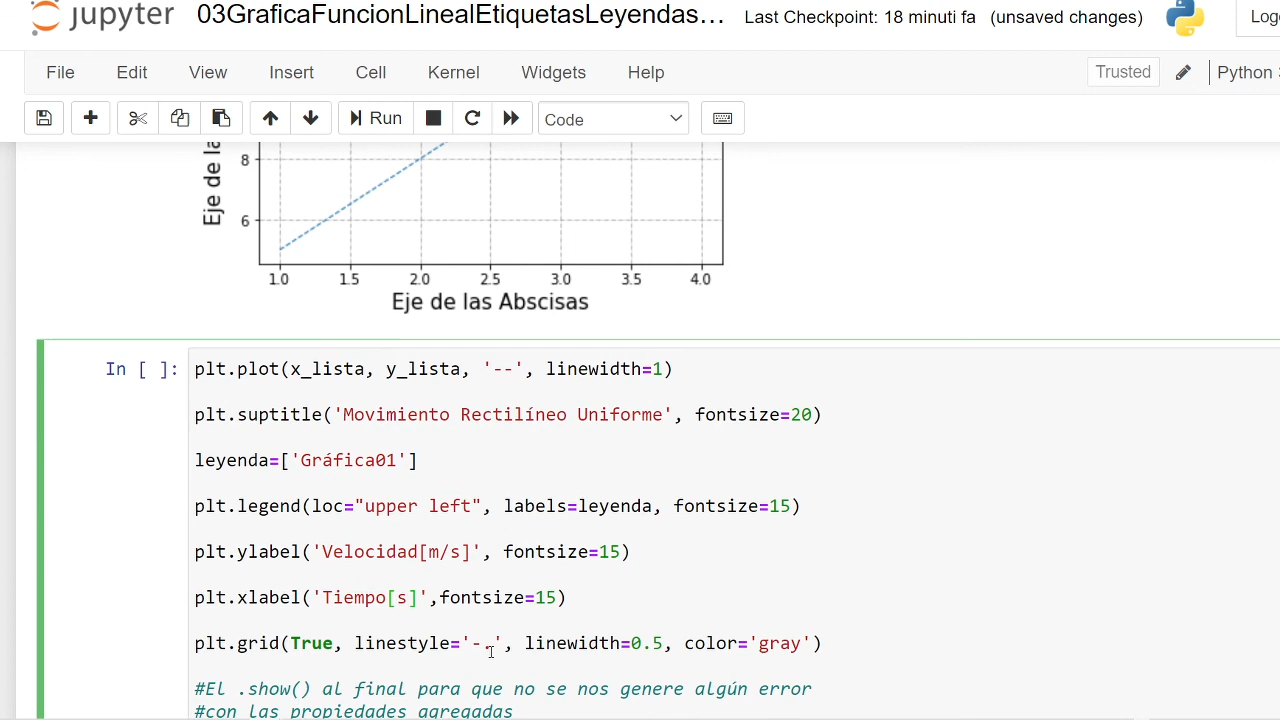 jupyter 03GraficaFuncionLinealEtiquetasLeyendas... Last Checkpoint: 18 minuti fa (unsaved changes)
File Edit View Insert Cell Kernel Widgets Help Trusted Python
Run Code
8
6
Eje de la
1.0 1.5 2.0 2.5 3.0 3.5 4.0
Eje de las Abscisas
In [ ]: plt.plot(x_lista, y_lista, '--', linewidth=1)
plt.suptitle('Movimiento Rectilíneo Uniforme', fontsize=20)
leyenda=['Gráfica01']
plt.legend(loc="upper left", labels=leyenda, fontsize=15)
plt.ylabel('Velocidad[m/s]', fontsize=15)
plt.xlabel('Tiempo[s]',fontsize=15)
plt.grid(True, linestyle='-.', linewidth=0.5, color='gray')
#El .show() al final para que no se nos genere algún error
#con las propiedades agregadas